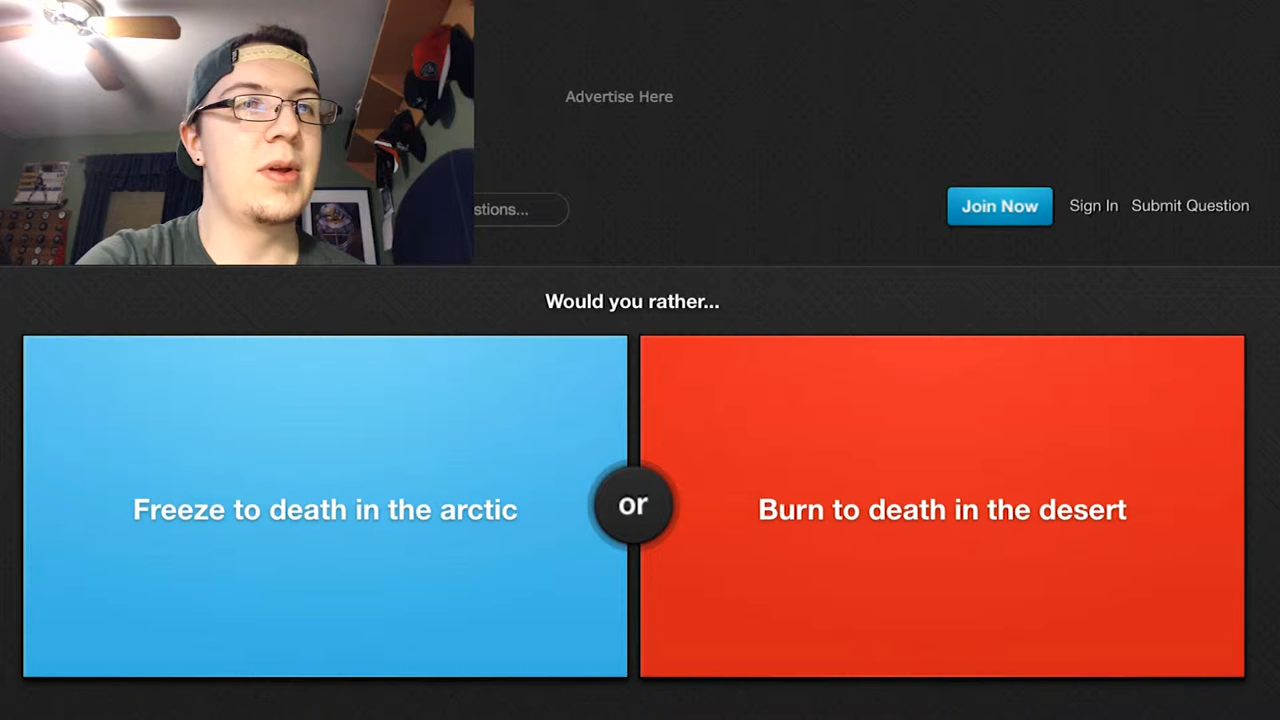 Advertise Here
stions...
Join Now
Sign In
Submit Question
Would you rather...
Freeze to death in the arctic
or
Burn to death in the desert